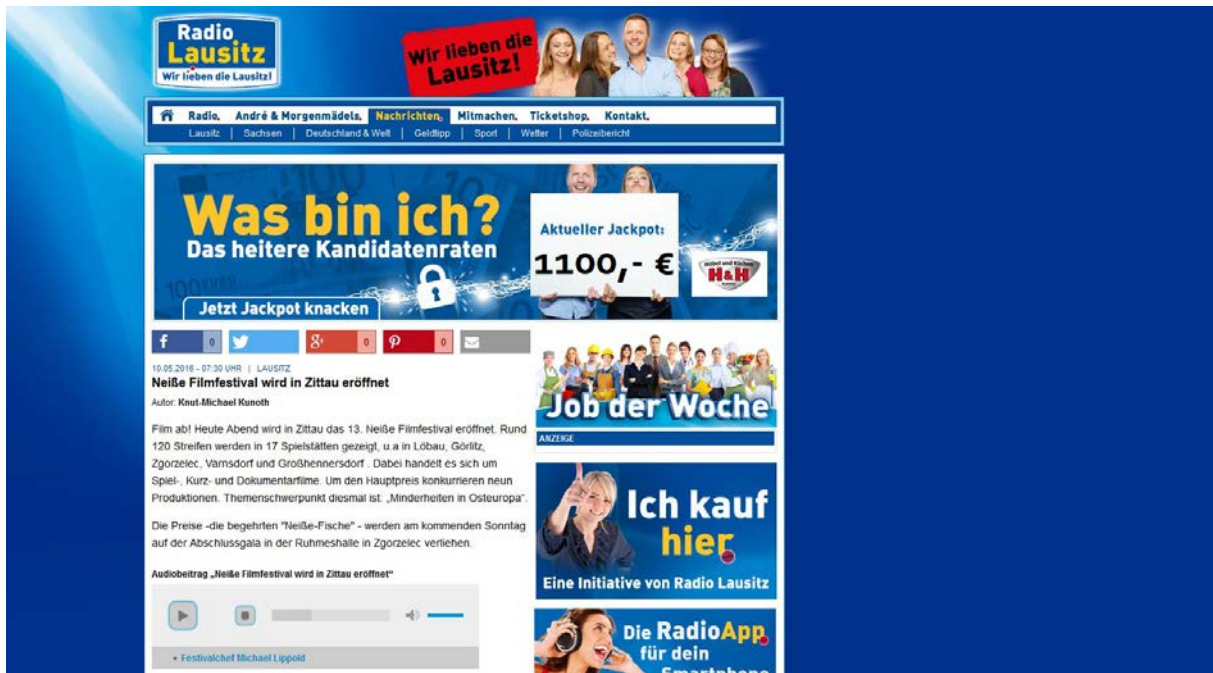 Radio
Lausitz
Wir lieben die Lausitz!
Wir lieben die
Lausitz!
Radio. André & Morgenmädels. Nachrichten. Mitmachen. Ticketshop. Kontakt.
Lausitz | Sachsen | Deutschland & Welt | Geldtipp | Sport | Wetter | Polizeibericht
Was bin ich?
Das heitere Kandidatenraten
Jetzt Jackpot knacken
Aktueller Jackpot:
1100,- €
Möbel und Küchen
H&H
f 0 0 0
10.05.2016 - 07:30 UHR | LAUSITZ
Neiße Filmfestival wird in Zittau eröffnet
Autor: Knut-Michael Kunoth
Film ab! Heute Abend wird in Zittau das 13. Neiße Filmfestival eröffnet. Rund
120 Streifen werden in 17 Spielstätten gezeigt, u.a in Löbau, Görlitz,
Zgorzelec, Varnsdorf und Großhennersdorf . Dabei handelt es sich um
Spiel-, Kurz- und Dokumentarfilme. Um den Hauptpreis konkurrieren neun
Produktionen. Themenschwerpunkt diesmal ist: „Minderheiten in Osteuropa“.
Die Preise -die begehrten "Neiße-Fische" - werden am kommenden Sonntag
auf der Abschlussgala in der Ruhmeshalle in Zgorzelec verliehen.
Audiobeitrag „Neiße Filmfestival wird in Zittau eröffnet“
• Festivalchef Michael Lippold
Job der Woche
ANZEIGE
Ich kauf
hier.
Eine Initiative von Radio Lausitz
Die RadioApp.
für dein
Smartphone